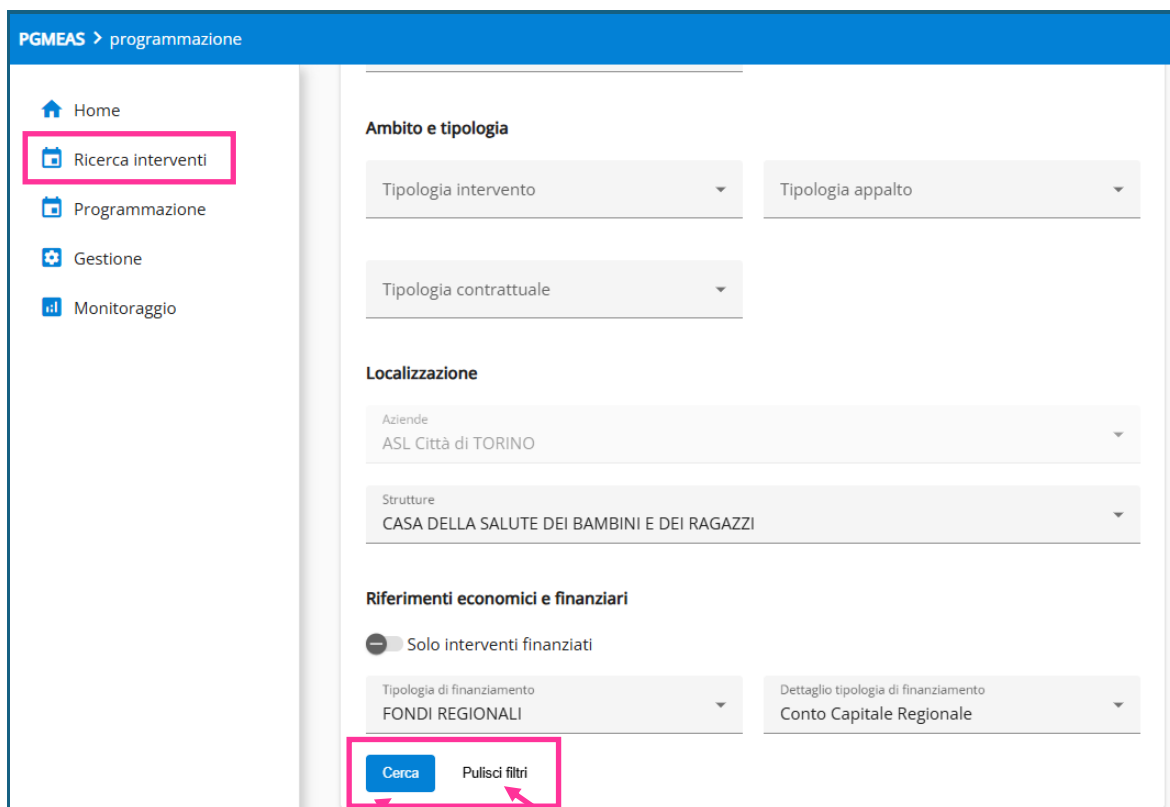 PGMEAS > programmazione
Home
Ricerca interventi
Programmazione
Gestione
Monitoraggio
Ambito e tipologia
Tipologia intervento
Tipologia appalto
Tipologia contrattuale
Localizzazione
Aziende
ASL Città di TORINO
Strutture
CASA DELLA SALUTE DEI BAMBINI E DEI RAGAZZI
Riferimenti economici e finanziari
Solo interventi finanziati
Tipologia di finanziamento
FONDI REGIONALI
Dettaglio tipologia di finanziamento
Conto Capitale Regionale
Cerca
Pulisci filtri